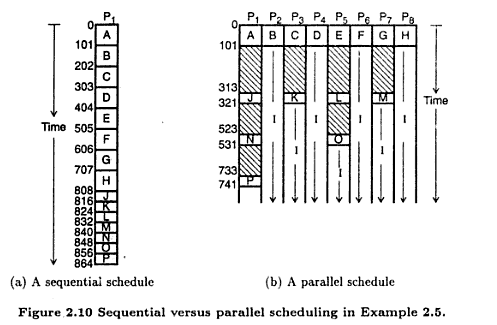 P1
0
A
101
B
202
C
303
D
404
E
505
F
606
G
707
H
808
J
816
K
824
L
832
M
840
N
848
O
856
P
864
Time
(a) A sequential schedule
P1 P2 P3 P4 P5 P6 P7 P8
0
A B C D E F G H
101
313
J K L M
321
I I I I
523
N O
531
I I I
733
P
741
Time
(b) A parallel schedule
Figure 2.10 Sequential versus parallel scheduling in Example 2.5.